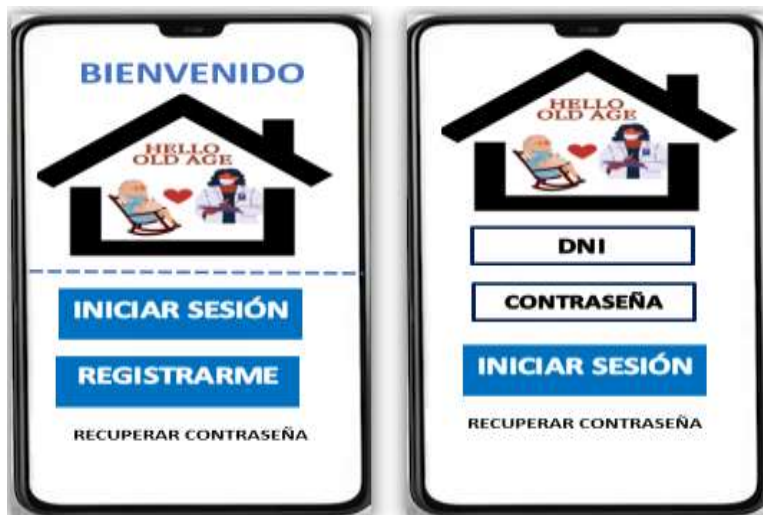 BIENVENIDO
HELLO
OLD AGE
INICIAR SESIÓN
REGISTRARME
RECUPERAR CONTRASEÑA
HELLO
OLD AGE
DNI
CONTRASEÑA
INICIAR SESIÓN
RECUPERAR CONTRASEÑA